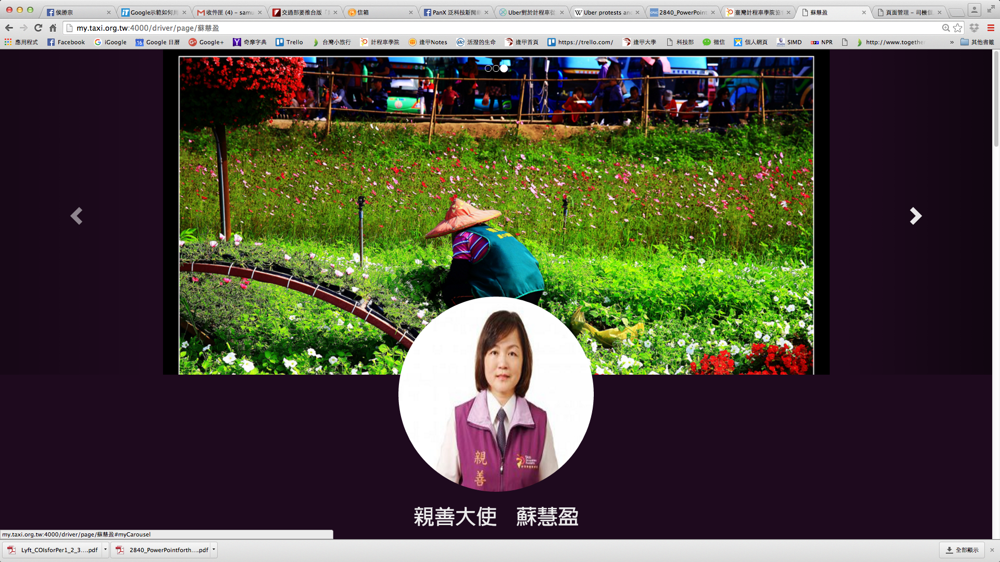 侯勝宗
Google示範如何用
收件匣 (4) – samu
交通部要推台版「
信箱
PanX 泛科技新聞
Uber對於計程車從
Uber protests and
2840_PowerPoint
臺灣計程車學院協
蘇慧盈
頁面管理 – 司機個
my.taxi.org.tw:4000/driver/page/蘇慧盈
應用程式
Facebook
iGoogle
Google 日曆
Google+
奇摩字典
Trello
台灣小旅行
計程車學院
逢甲Notes
活潑的生命
逢甲首頁
https://trello.com/
逢甲大學
科技部
微信
個人網頁
SIMD
NPR
http://www.togethe
»
其他書籤
親善
親善大使 蘇慧盈
my.taxi.org.tw:4000/driver/page/蘇慧盈#myCarousel
Lyft_COIsforPer1_2_3....pdf
2840_PowerPointforth....pdf
全部顯示